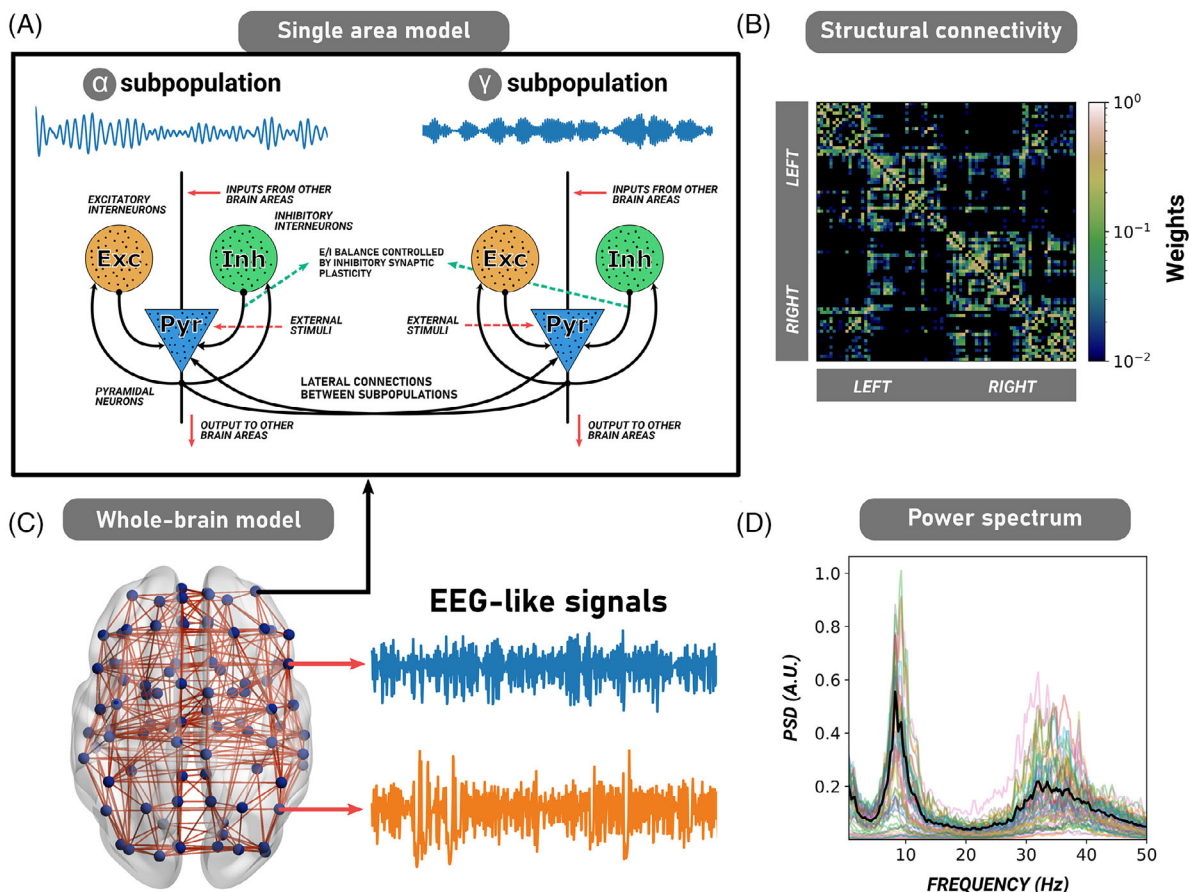 (A)
Single area model
α subpopulation
γ subpopulation
EXCITATORY
INTERNEURONS
INPUTS FROM OTHER
BRAIN AREAS
INHIBITORY
INTERNEURONS
INPUTS FROM OTHER
BRAIN AREAS
Exc
Inh
E/I BALANCE CONTROLLED
BY INHIBITORY SYNAPTIC
PLASTICITY
Exc
Inh
Pyr
EXTERNAL
STIMULI
EXTERNAL
STIMULI
Pyr
PYRAMIDAL
NEURONS
LATERAL CONNECTIONS
BETWEEN SUBPOPULATIONS
OUTPUT TO OTHER
BRAIN AREAS
OUTPUT TO OTHER
BRAIN AREAS
(B)
Structural connectivity
LEFT
RIGHT
LEFT
RIGHT
10⁰
10⁻¹
10⁻²
Weights
(C)
Whole-brain model
EEG-like signals
(D)
Power spectrum
PSD (A.U.)
1.0
0.8
0.6
0.4
0.2
10
20
30
40
50
FREQUENCY (Hz)